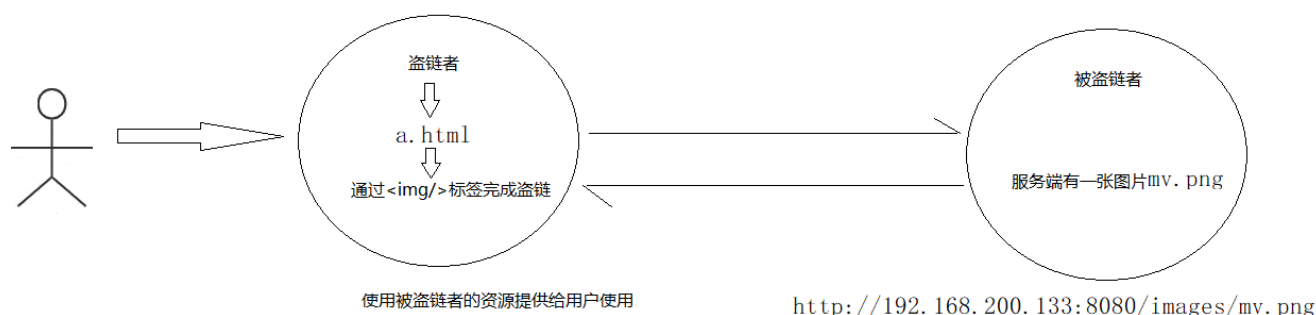 盗链者
a.html
通过<img/>标签完成盗链
被盗链者
服务端有一张图片mv.png
使用被盗链者的资源提供给用户使用
http://192.168.200.133:8080/images/mv.png